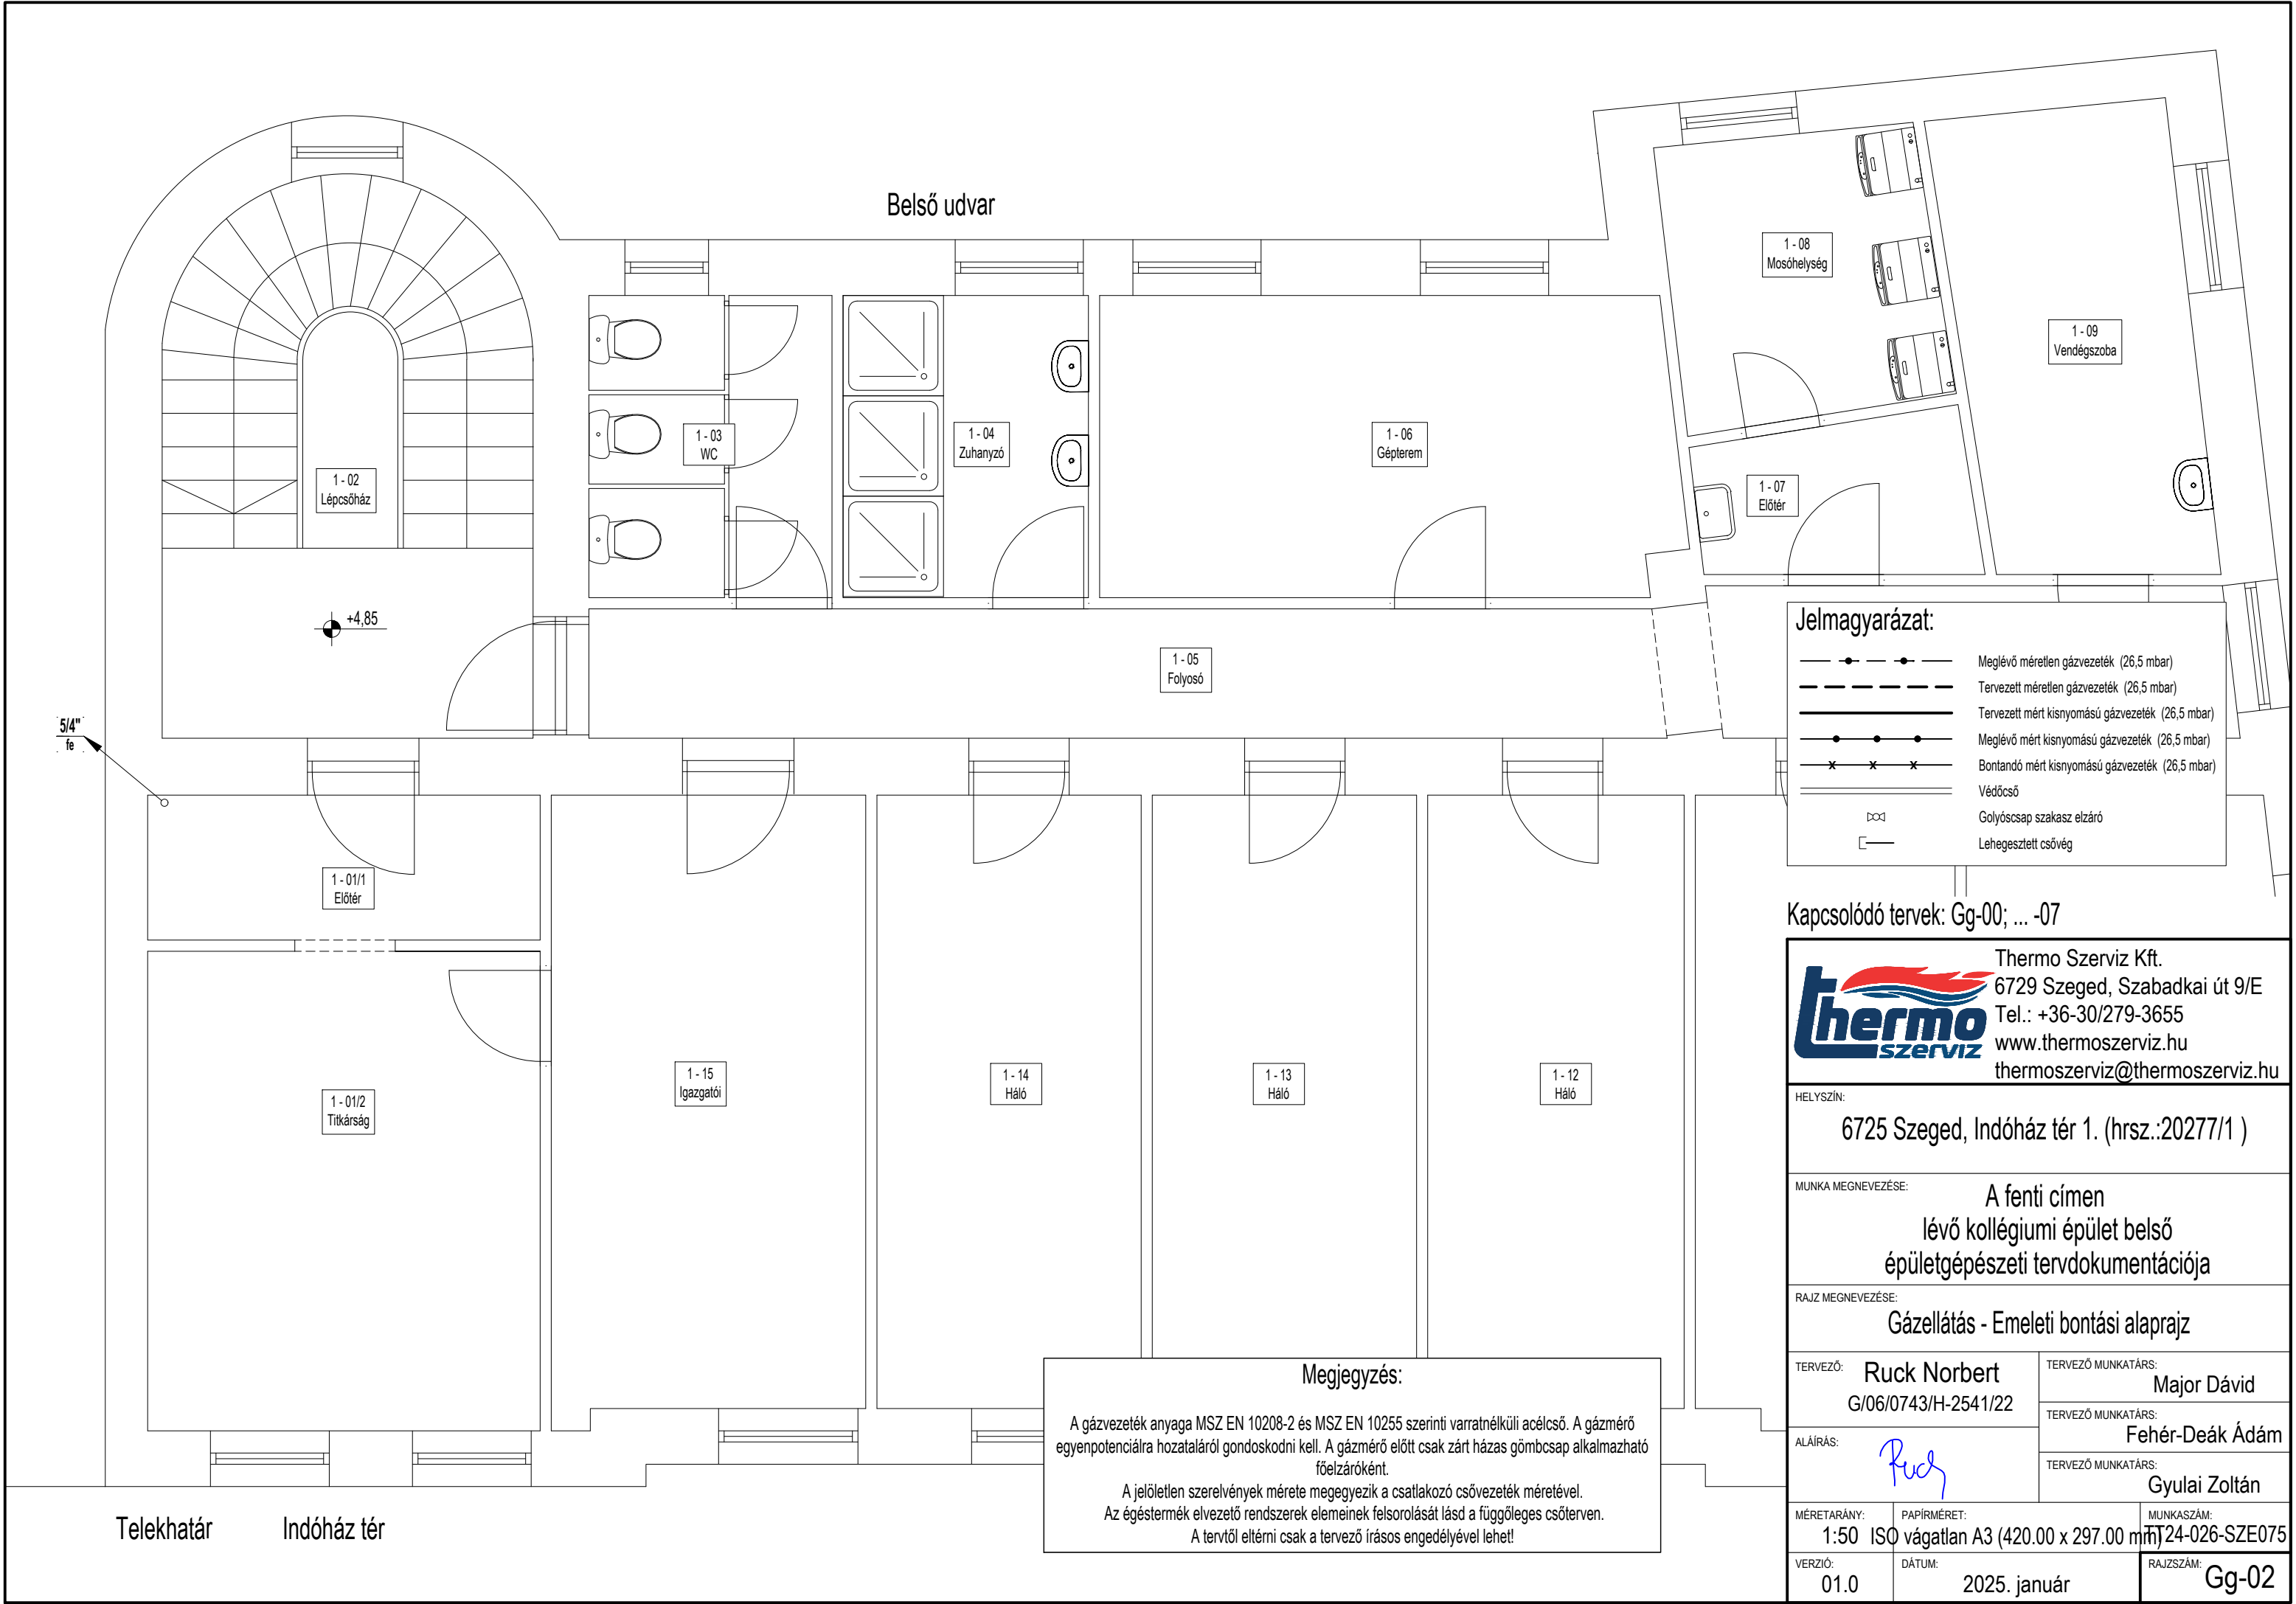 Belső udvar
1 - 08
Mosóhelység
1 - 09
Vendégszoba
1 - 03
WC
1 - 04
Zuhanyzó
1 - 06
Gépterem
1 - 02
Lépcsőház
1 - 07
Előtér
+4,85
1 - 05
Folyosó
5/4"
fe
1 - 01/1
Előtér
1 - 01/2
Titkárság
1 - 15
Igazgatói
1 - 14
Háló
1 - 13
Háló
1 - 12
Háló
Telekhatár
Indóház tér
Megjegyzés:
A gázvezeték anyaga MSZ EN 10208-2 és MSZ EN 10255 szerinti varratnélküli acélcső. A gázmérő
egyenpotenciálra hozataláról gondoskodni kell. A gázmérő előtt csak zárt házas gömbcsap alkalmazható
főelzáróként.
A jelöletlen szerelvények mérete megegyezik a csatlakozó csővezeték méretével.
Az égéstermék elvezető rendszerek elemeinek felsorolását lásd a függőleges csőterven.
A tervtől eltérni csak a tervező írásos engedélyével lehet!
Jelmagyarázat:
Meglévő méretlen gázvezeték (26,5 mbar)
Tervezett méretlen gázvezeték (26,5 mbar)
Tervezett mért kisnyomású gázvezeték (26,5 mbar)
Meglévő mért kisnyomású gázvezeték (26,5 mbar)
x x x Bontandó mért kisnyomású gázvezeték (26,5 mbar)
Védőcső
Golyóscsap szakasz elzáró
Lehegesztett csővég
Kapcsolódó tervek: Gg-00; ... -07
thermo
szerviz
Thermo Szerviz Kft.
6729 Szeged, Szabadkai út 9/E
Tel.: +36-30/279-3655
www.thermoszerviz.hu
thermoszerviz@thermoszerviz.hu
HELYSZÍN:
6725 Szeged, Indóház tér 1. (hrsz.:20277/1 )
MUNKA MEGNEVEZÉSE:
A fenti címen
lévő kollégiumi épület belső
épületgépészeti tervdokumentációja
RAJZ MEGNEVEZÉSE:
Gázellátás - Emeleti bontási alaprajz
TERVEZŐ: Ruck Norbert
G/06/0743/H-2541/22
ALÁÍRÁS:
Ruck
TERVEZŐ MUNKATÁRS:
Major Dávid
TERVEZŐ MUNKATÁRS:
Fehér-Deák Ádám
TERVEZŐ MUNKATÁRS:
Gyulai Zoltán
MÉRETARÁNY:
1:50
PAPÍRMÉRET:
ISO vágatlan A3 (420.00 x 297.00 mm)
MUNKASZÁM:
TT24-026-SZE075
VERZIÓ:
01.0
DÁTUM:
2025. január
RAJZSZÁM: Gg-02